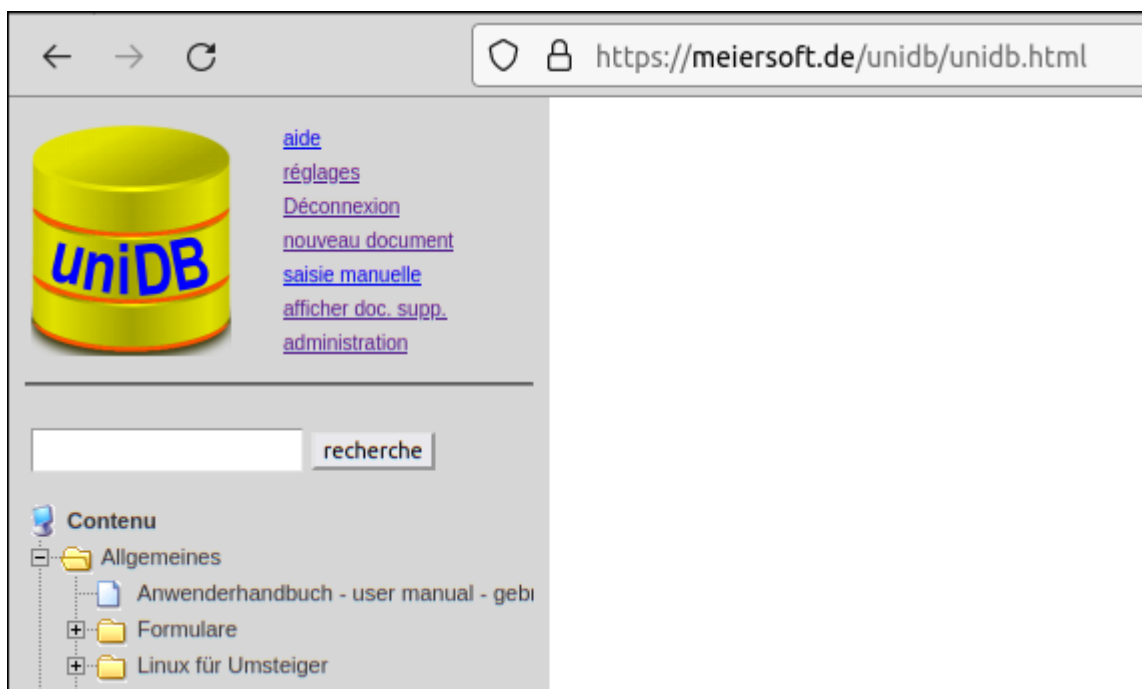 https://meiersoft.de/unidb/unidb.html
uniDB
aide
réglages
Déconnexion
nouveau document
saisie manuelle
afficher doc. supp.
administration
recherche
Contenu
Allgemeines
Anwenderhandbuch - user manual - geb
Formulare
Linux für Umsteiger